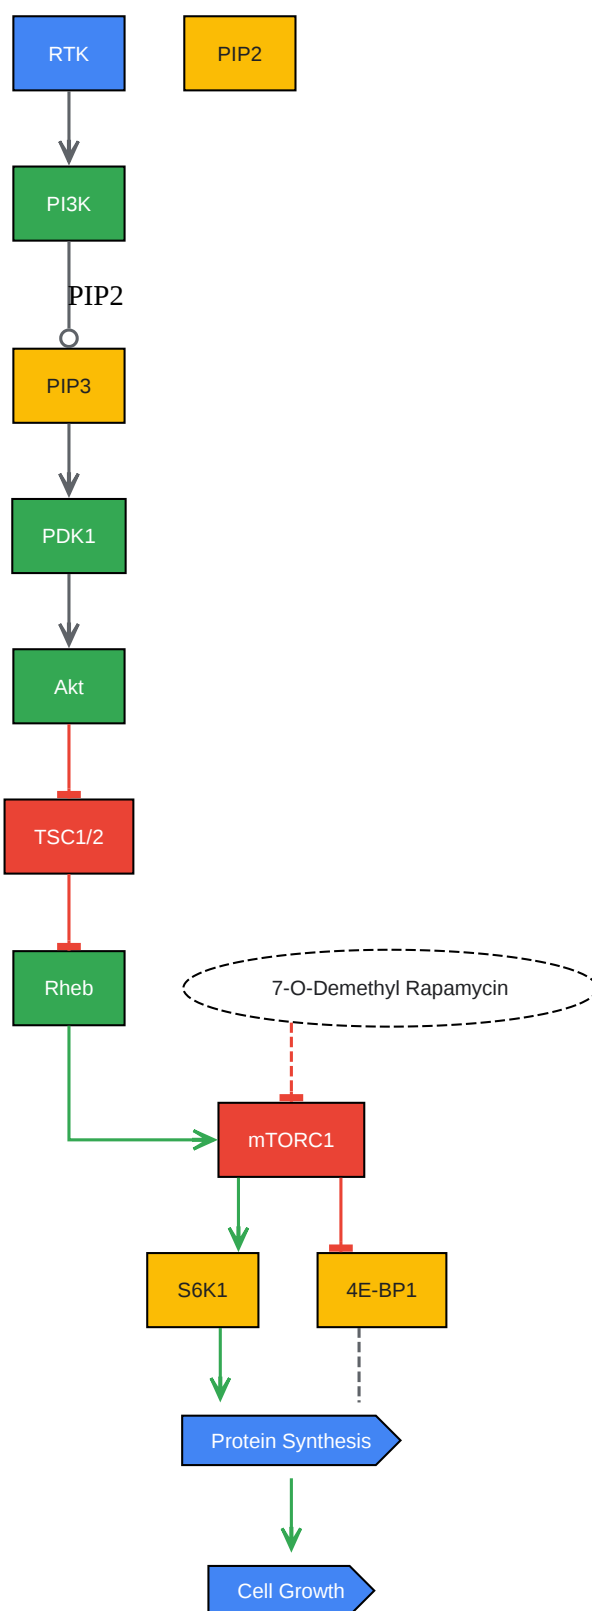 RTK
PIP2
PI3K
PIP2
PIP3
PDK1
Akt
TSC1/2
Rheb
7-O-Demethyl Rapamycin
mTORC1
S6K1
4E-BP1
Protein Synthesis
Cell Growth